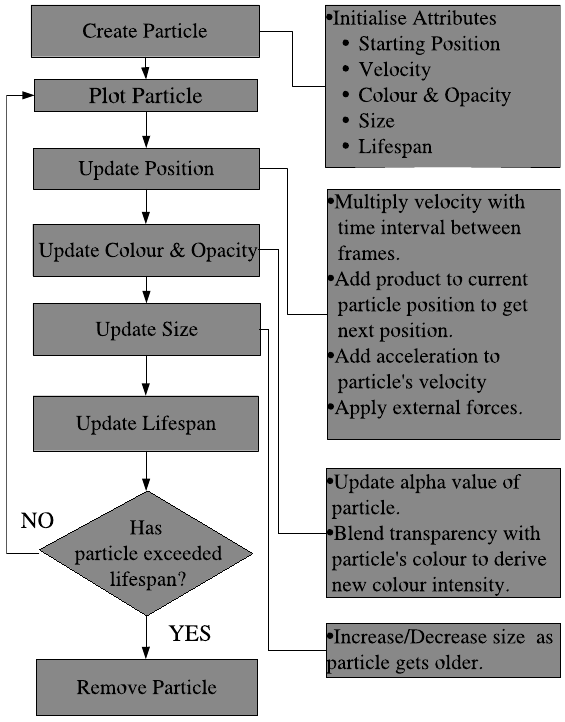 Create Particle
Plot Particle
Update Position
Update Colour & Opacity
Update Size
Update Lifespan
Has
particle exceeded
lifespan?
NO
YES
Remove Particle
•Initialise Attributes
• Starting Position
• Velocity
• Colour & Opacity
• Size
• Lifespan
•Multiply velocity with
time interval between
frames.
•Add product to current
particle position to get
next position.
•Add acceleration to
particle's velocity
•Apply external forces.
•Update alpha value of
particle.
•Blend transparency with
particle's colour to derive
new colour intensity.
•Increase/Decrease size as
particle gets older.